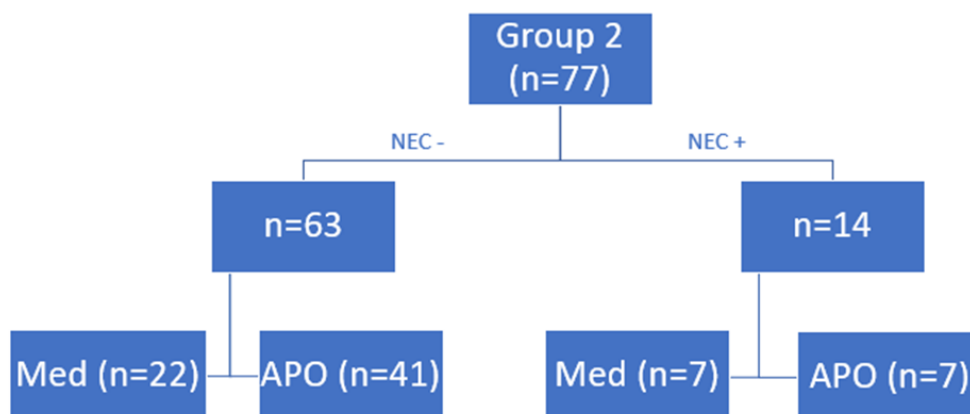 Group 2
(n=77)
NEC -
NEC +
n=63
n=14
Med (n=22)
APO (n=41)
Med (n=7)
APO (n=7)